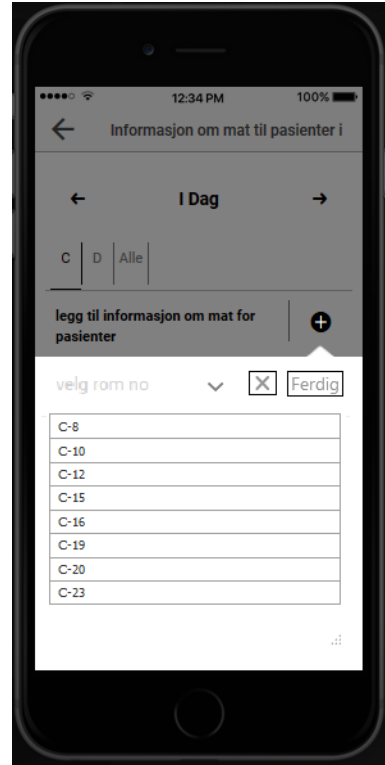 12:34 PM 100%
Informasjon om mat til pasienter i
I Dag
C D Alle
legg til informasjon om mat for
pasienter
velg rom no Ferdig
C-8
C-10
C-12
C-15
C-16
C-19
C-20
C-23